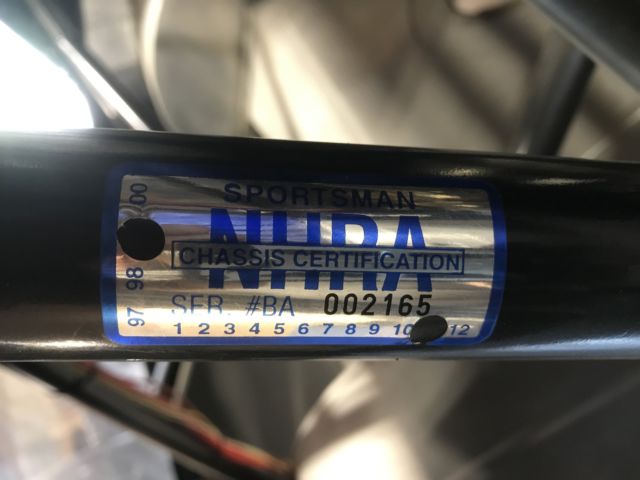 SPORTSMAN
NHRA
CHASSIS CERTIFICATION
SER. #BA 002165
1 2 3 4 5 6 7 8 9 10 12
97 98 00